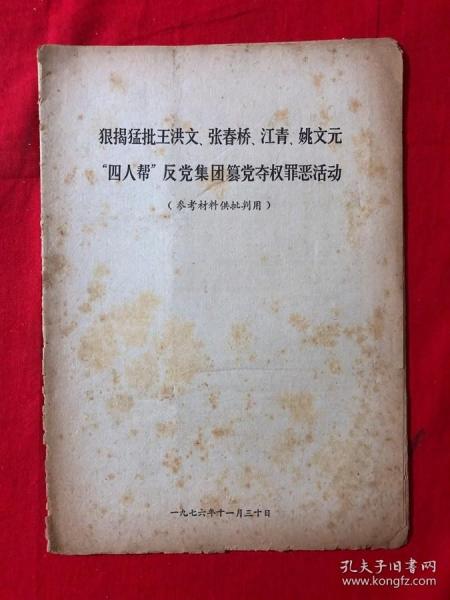 狠揭猛批王洪文、张春桥、江青、姚文元
“四人帮”反党集团篡党夺权罪恶活动
（参考材料供批判用）
一九七六年十一月三十日
孔夫子旧书网
www.kongfz.com